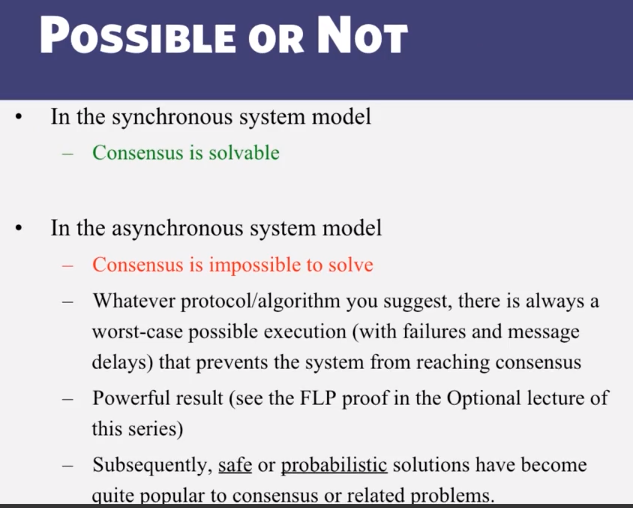 POSSIBLE OR NOT
• In the synchronous system model
– Consensus is solvable
• In the asynchronous system model
– Consensus is impossible to solve
– Whatever protocol/algorithm you suggest, there is always a
worst-case possible execution (with failures and message
delays) that prevents the system from reaching consensus
– Powerful result (see the FLP proof in the Optional lecture of
this series)
– Subsequently, safe or probabilistic solutions have become
quite popular to consensus or related problems.